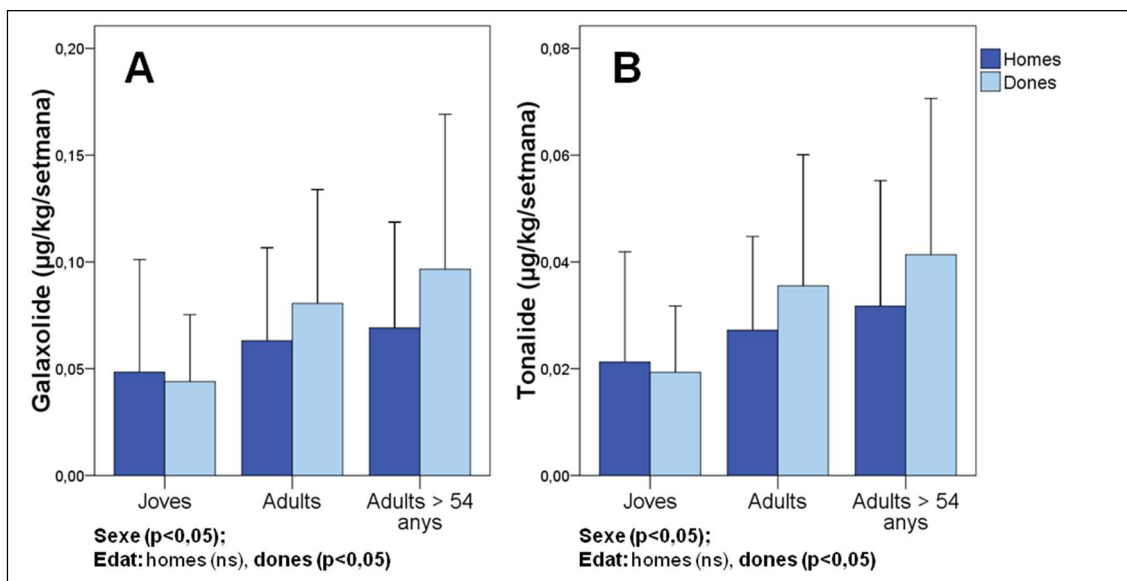 A
Galaxolide (µg/kg/setmana)
0,20
0,15
0,10
0,05
0,00
Joves
Adults
Adults > 54
anys
Sexe (p<0,05);
Edat: homes (ns), dones (p<0,05)
B
Tonalide (µg/kg/setmana)
0,08
0,06
0,04
0,02
0,00
Joves
Adults
Adults > 54
anys
Sexe (p<0,05);
Edat: homes (ns), dones (p<0,05)
Homes
Dones